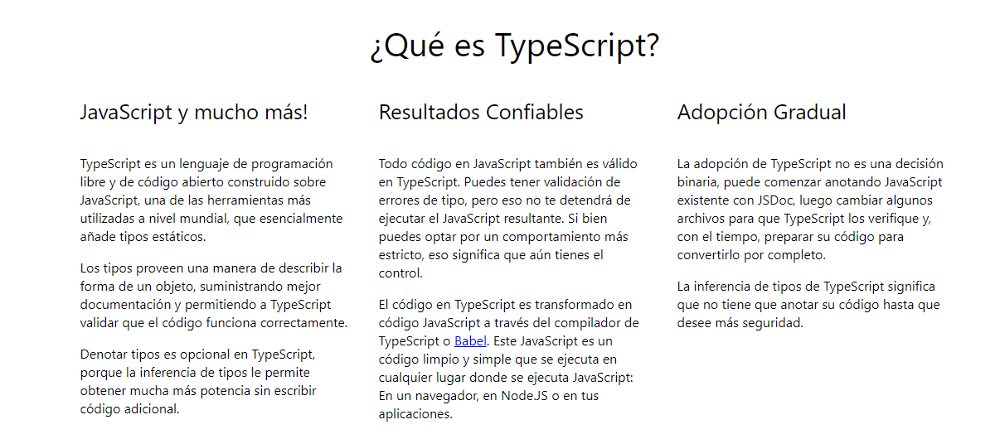 ¿Qué es TypeScript?
JavaScript y mucho más!
TypeScript es un lenguaje de programación
libre y de código abierto construido sobre
JavaScript, una de las herramientas más
utilizadas a nivel mundial, que esencialmente
añade tipos estáticos.
Los tipos proveen una manera de describir la
forma de un objeto, suministrando mejor
documentación y permitiendo a TypeScript
validar que el código funciona correctamente.
Denotar tipos es opcional en TypeScript,
porque la inferencia de tipos le permite
obtener mucha más potencia sin escribir
código adicional.
Resultados Confiables
Todo código en JavaScript también es válido
en TypeScript. Puedes tener validación de
errores de tipo, pero eso no te detendrá de
ejecutar el JavaScript resultante. Si bien
puedes optar por un comportamiento más
estricto, eso significa que aún tienes el
control.
El código en TypeScript es transformado en
código JavaScript a través del compilador de
TypeScript o Babel. Este JavaScript es un
código limpio y simple que se ejecuta en
cualquier lugar donde se ejecuta JavaScript:
En un navegador, en Node.JS o en tus
aplicaciones.
Adopción Gradual
La adopción de TypeScript no es una decisión
binaria, puede comenzar anotando JavaScript
existente con JSDoc, luego cambiar algunos
archivos para que TypeScript los verifique y,
con el tiempo, preparar su código para
convertirlo por completo.
La inferencia de tipos de TypeScript significa
que no tiene que anotar su código hasta que
desee más seguridad.